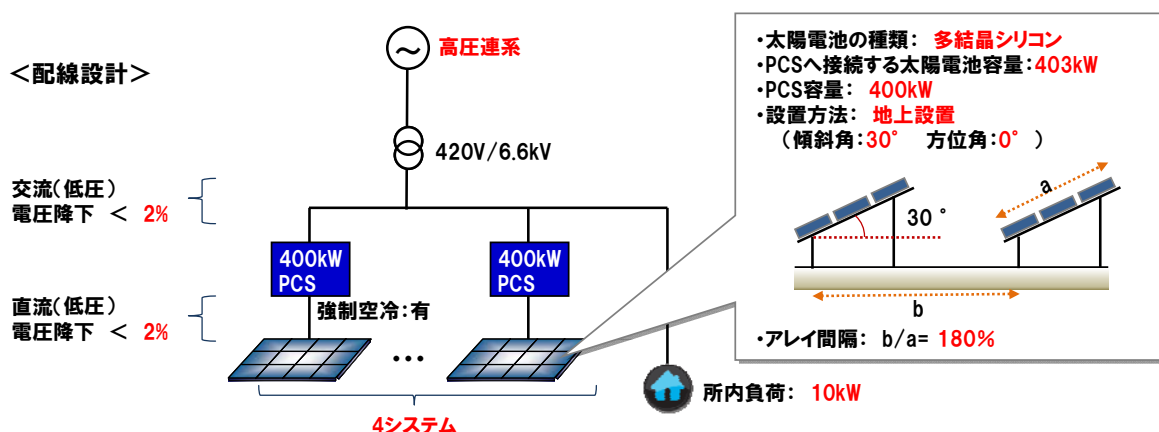 ＜配線設計＞
～
高圧連系
420V/6.6kV
交流(低圧)
電圧降下 ＜ 2%
400kW
PCS
400kW
PCS
強制空冷:有
直流(低圧)
電圧降下 ＜ 2%
…
4システム
所内負荷: 10kW
・太陽電池の種類: 多結晶シリコン
・PCSへ接続する太陽電池容量:403kW
・PCS容量: 400kW
・設置方法: 地上設置
(傾斜角:30° 方位角:0° )
30 °
a
b
・アレイ間隔: b/a= 180%